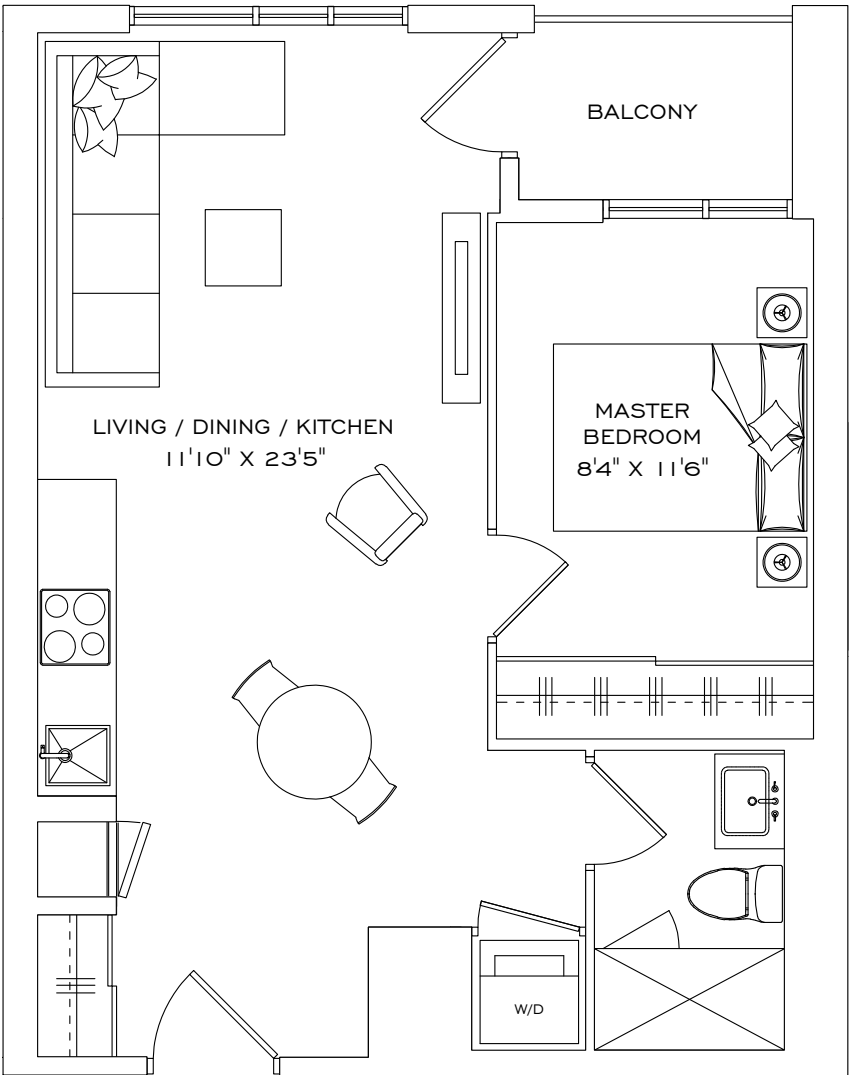 BALCONY
LIVING / DINING / KITCHEN
11'10" X 23'5"
MASTER
BEDROOM
8'4" X 11'6"
W/D